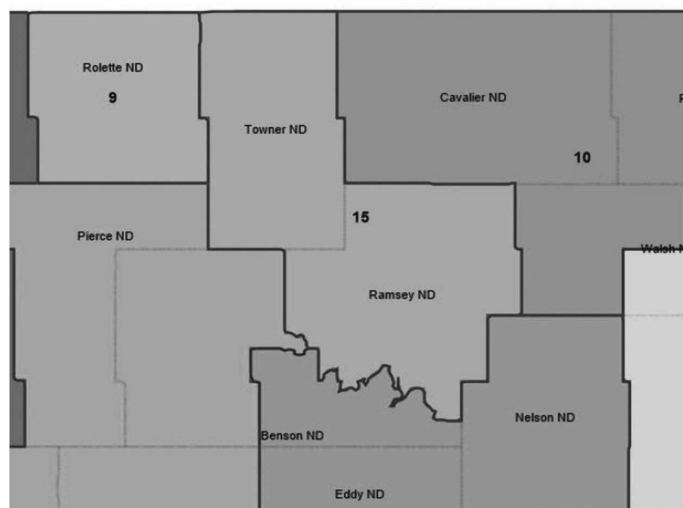 Rolette ND
9
Cavalier ND
Towner ND
10
15
Pierce ND
Ramsey ND
Nelson ND
Benson ND
Eddy ND